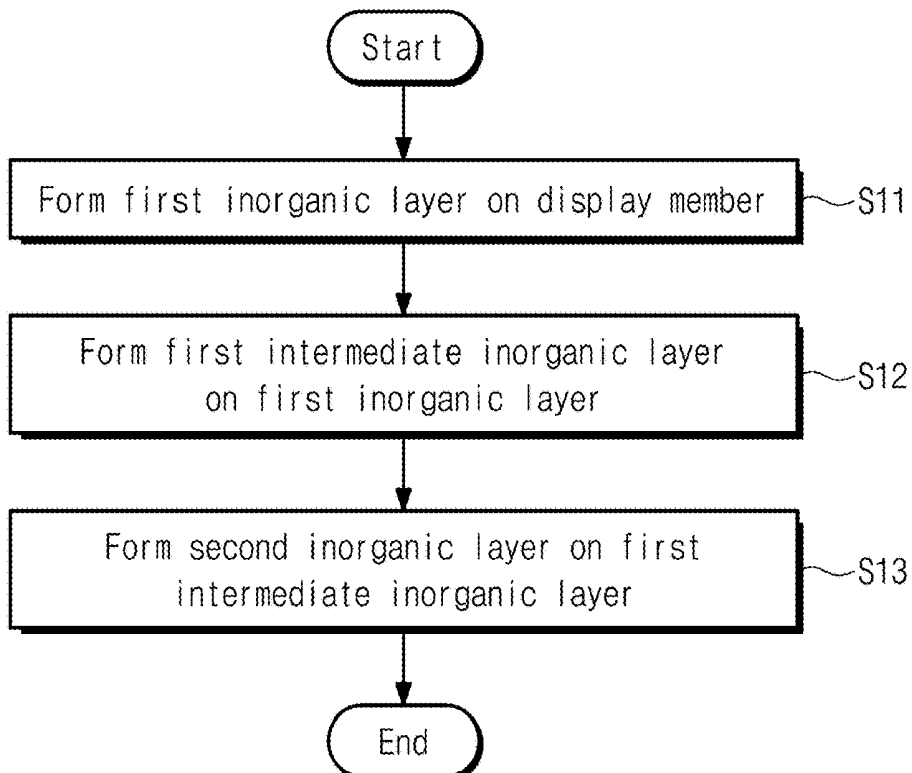 Start
Form first inorganic layer on display member
S11
Form first intermediate inorganic layer
on first inorganic layer
S12
Form second inorganic layer on first
intermediate inorganic layer
S13
End